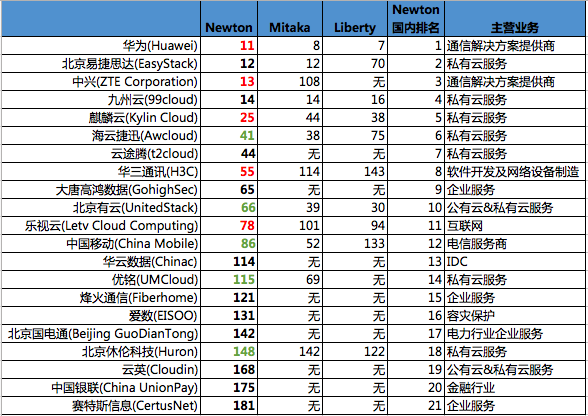 Newton Mitaka Liberty Newton 国内排名 主营业务
华为(Huawei) 11 8 7 1 通信解决方案提供商
北京易捷思达(EasyStack) 12 12 70 2 私有云服务
中兴(ZTE Corporation) 13 108 无 3 通信解决方案提供商
九州云(99cloud) 14 14 16 4 私有云服务
麒麟云(Kylin Cloud) 25 44 38 5 私有云服务
海云捷迅(Awcloud) 41 38 75 6 私有云服务
云途腾(t2cloud) 44 无 无 7 私有云服务
华三通讯(H3C) 55 114 143 8 软件开发及网络设备制造
大唐高鸿数据(GohighSec) 65 无 无 9 企业服务
北京有云(UnitedStack) 66 39 30 10 公有云&私有云服务
乐视云(Letv Cloud Computing) 78 101 94 11 互联网
中国移动(China Mobile) 86 52 133 12 电信服务商
华云数据(Chinac) 114 无 无 13 IDC
优铭(UMCloud) 115 69 无 14 私有云服务
烽火通信(Fiberhome) 121 无 无 15 企业服务
爱数(EISOO) 131 无 无 16 容灾保护
北京国电通(Beijing GuoDianTong) 142 无 无 17 电力行业企业服务
北京休伦科技(Huron) 148 142 122 18 私有云服务
云英(Cloudin) 168 无 无 19 公有云&私有云服务
中国银联(China UnionPay) 175 无 无 20 金融行业
赛特斯信息(CertusNet) 181 无 无 21 企业服务